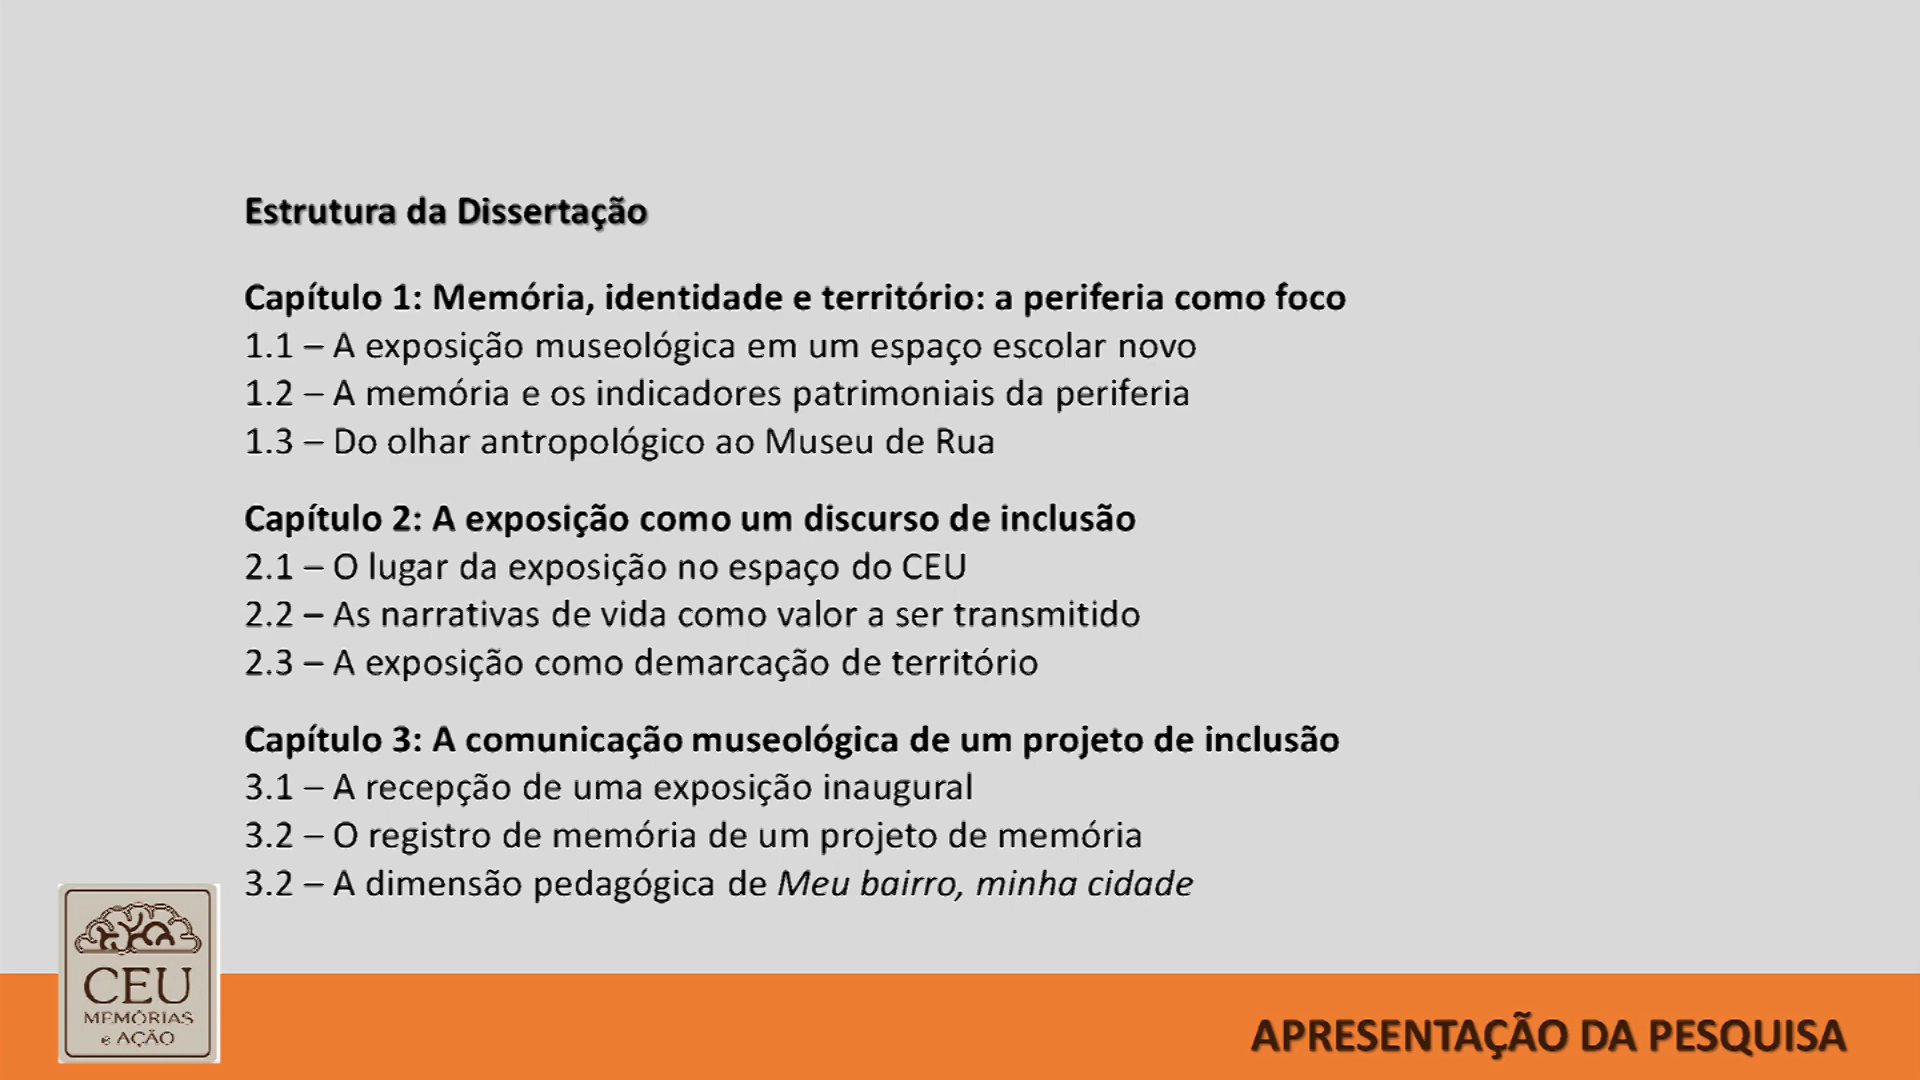 Estrutura da Dissertação
Capítulo 1: Memória, identidade e território: a periferia como foco
1.1 – A exposição museológica em um espaço escolar novo
1.2 – A memória e os indicadores patrimoniais da periferia
1.3 – Do olhar antropológico ao Museu de Rua
Capítulo 2: A exposição como um discurso de inclusão
2.1 – O lugar da exposição no espaço do CEU
2.2 – As narrativas de vida como valor a ser transmitido
2.3 – A exposição como demarcação de território
Capítulo 3: A comunicação museológica de um projeto de inclusão
3.1 – A recepção de uma exposição inaugural
3.2 – O registro de memória de um projeto de memória
3.2 – A dimensão pedagógica de Meu bairro, minha cidade
CEU
MEMÓRIAS
e AÇÃO
APRESENTAÇÃO DA PESQUISA